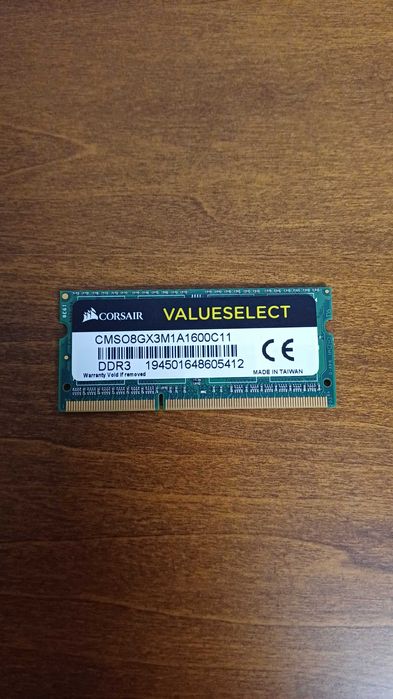 CORSAIR VALUESELECT
CMSO8GX3M1A1600C11
DDR3 194501648605412
Warranty Void if removed
CE
MADE IN TAIWAN